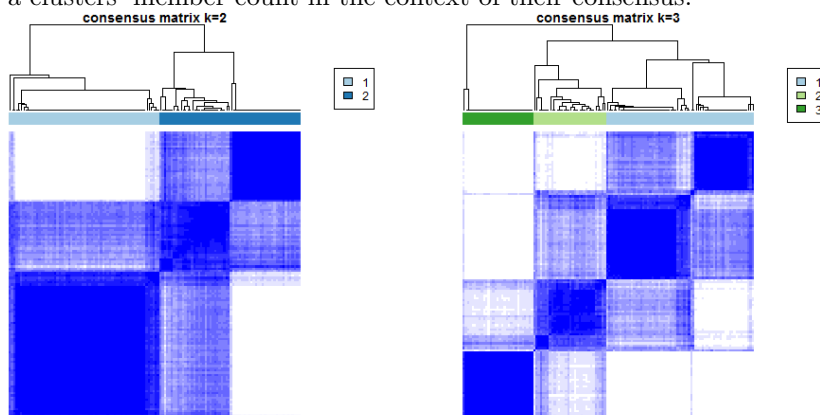 a clusters' member count in the context of their consensus.
consensus matrix k=2
1
2
consensus matrix k=3
1
2
3